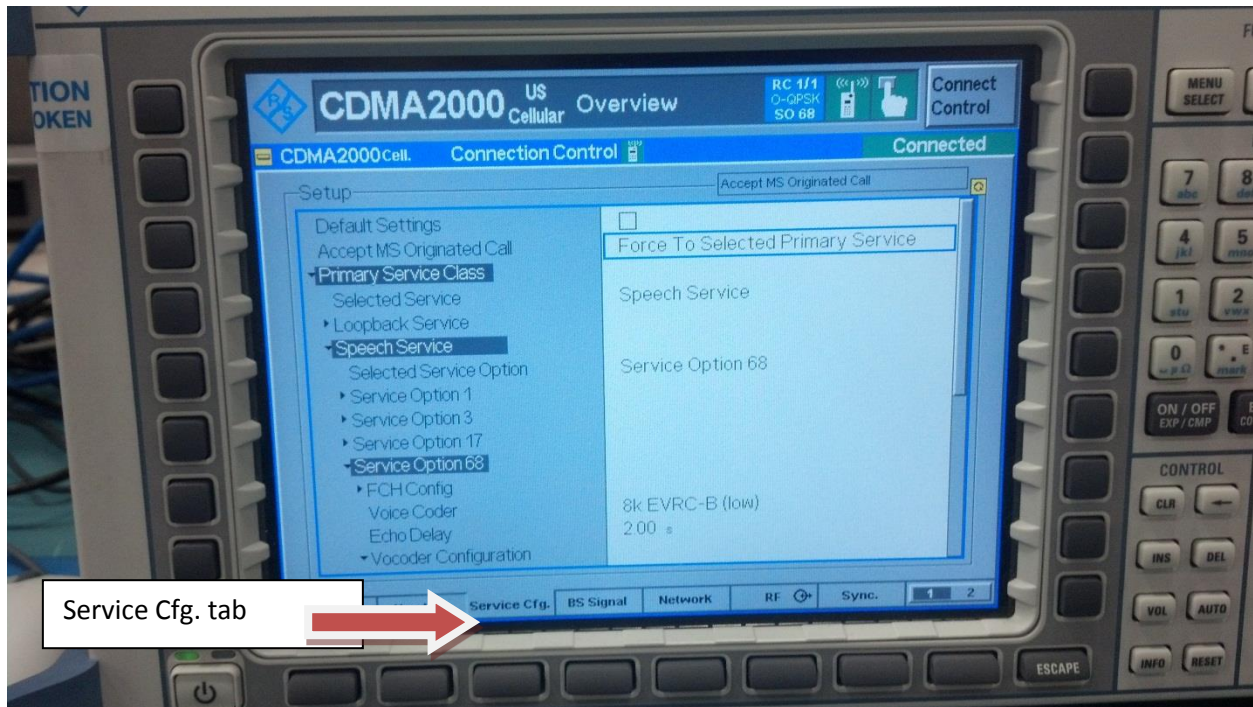 TION
OKEN
R S
CDMA2000 US Cellular Overview
RC 1/1
O-QPSK
SO 68
Connect
Control
CDMA2000 Cell. Connection Control
Connected
Setup
Accept MS Originated Call
Default Settings
Accept MS Originated Call Force To Selected Primary Service
Primary Service Class
Selected Service Speech Service
Loopback Service
Speech Service
Selected Service Option Service Option 68
Service Option 1
Service Option 3
Service Option 17
Service Option 68
FCH Config
Voice Coder 8k EVRC-B (low)
Echo Delay 2.00 s
Vocoder Configuration
Service Cfg. BS Signal Network RF Sync. 1 2
Service Cfg. tab
ESCAPE
MENU
SELECT
7 8
abc
4 5
jkl
1 2
stu vwx
0
mark
ON / OFF
EXP / CMP
CONTROL
CLR
INS DEL
VOL AUTO
INFO RESET